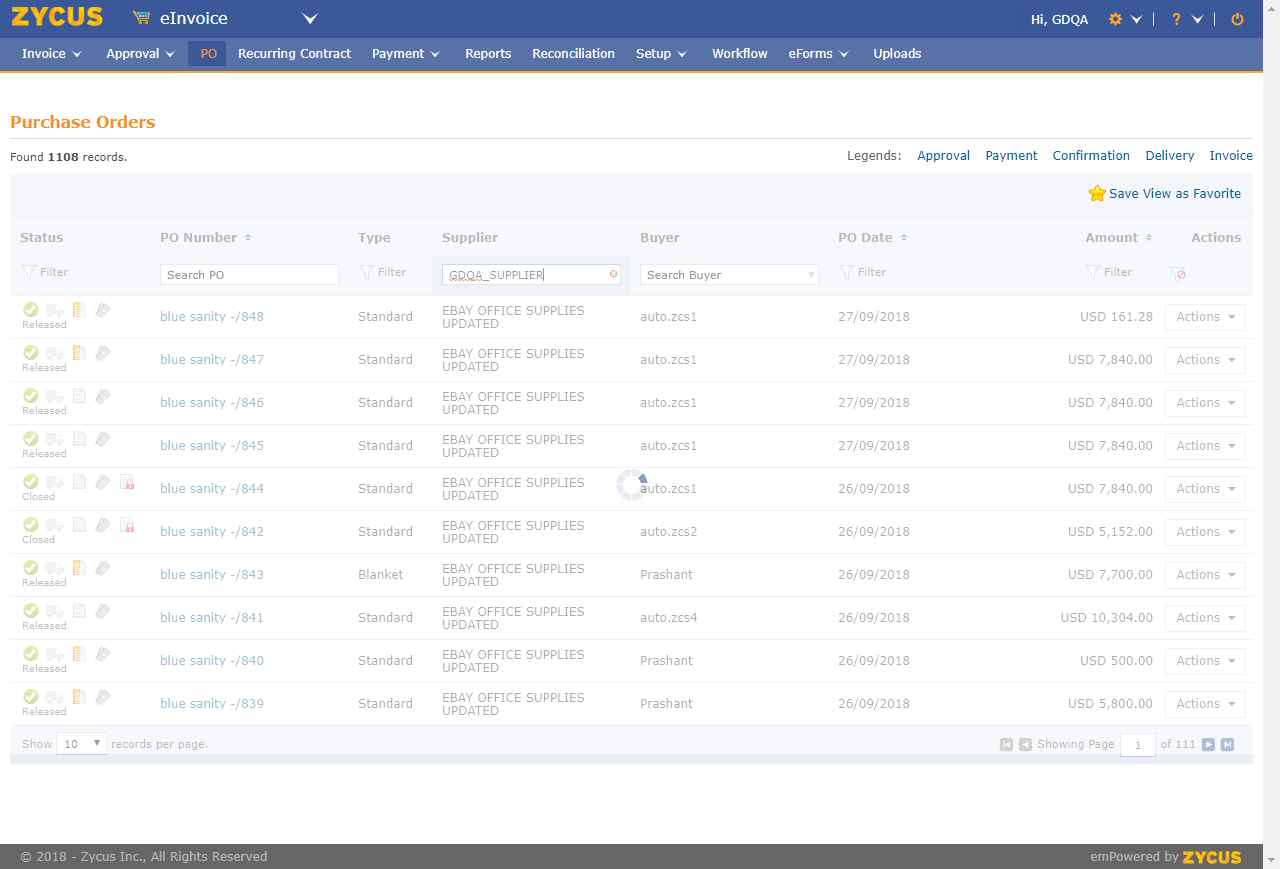 ZYCUS eInvoice Hi, GDQA ?
Invoice Approval PO Recurring Contract Payment Reports Reconciliation Setup Workflow eForms Uploads
Purchase Orders
Found 1108 records. Legends: Approval Payment Confirmation Delivery Invoice
Save View as Favorite
Status PO Number Type Supplier Buyer PO Date Amount Actions
Filter Search PO Filter GDQA_SUPPLIER Search Buyer Filter Filter
Released blue sanity -/848 Standard EBAY OFFICE SUPPLIES UPDATED auto.zcs1 27/09/2018 USD 161.28 Actions
Released blue sanity -/847 Standard EBAY OFFICE SUPPLIES UPDATED auto.zcs1 27/09/2018 USD 7,840.00 Actions
Released blue sanity -/846 Standard EBAY OFFICE SUPPLIES UPDATED auto.zcs1 27/09/2018 USD 7,840.00 Actions
Released blue sanity -/845 Standard EBAY OFFICE SUPPLIES UPDATED auto.zcs1 27/09/2018 USD 7,840.00 Actions
Closed blue sanity -/844 Standard EBAY OFFICE SUPPLIES UPDATED auto.zcs1 26/09/2018 USD 7,840.00 Actions
Closed blue sanity -/842 Standard EBAY OFFICE SUPPLIES UPDATED auto.zcs2 26/09/2018 USD 5,152.00 Actions
Released blue sanity -/843 Blanket EBAY OFFICE SUPPLIES UPDATED Prashant 26/09/2018 USD 7,700.00 Actions
Released blue sanity -/841 Standard EBAY OFFICE SUPPLIES UPDATED auto.zcs4 26/09/2018 USD 10,304.00 Actions
Released blue sanity -/840 Standard EBAY OFFICE SUPPLIES UPDATED Prashant 26/09/2018 USD 500.00 Actions
Released blue sanity -/839 Standard EBAY OFFICE SUPPLIES UPDATED Prashant 26/09/2018 USD 5,800.00 Actions
Show 10 records per page. Showing Page 1 of 111
© 2018 - Zycus Inc., All Rights Reserved emPowered by ZYCUS